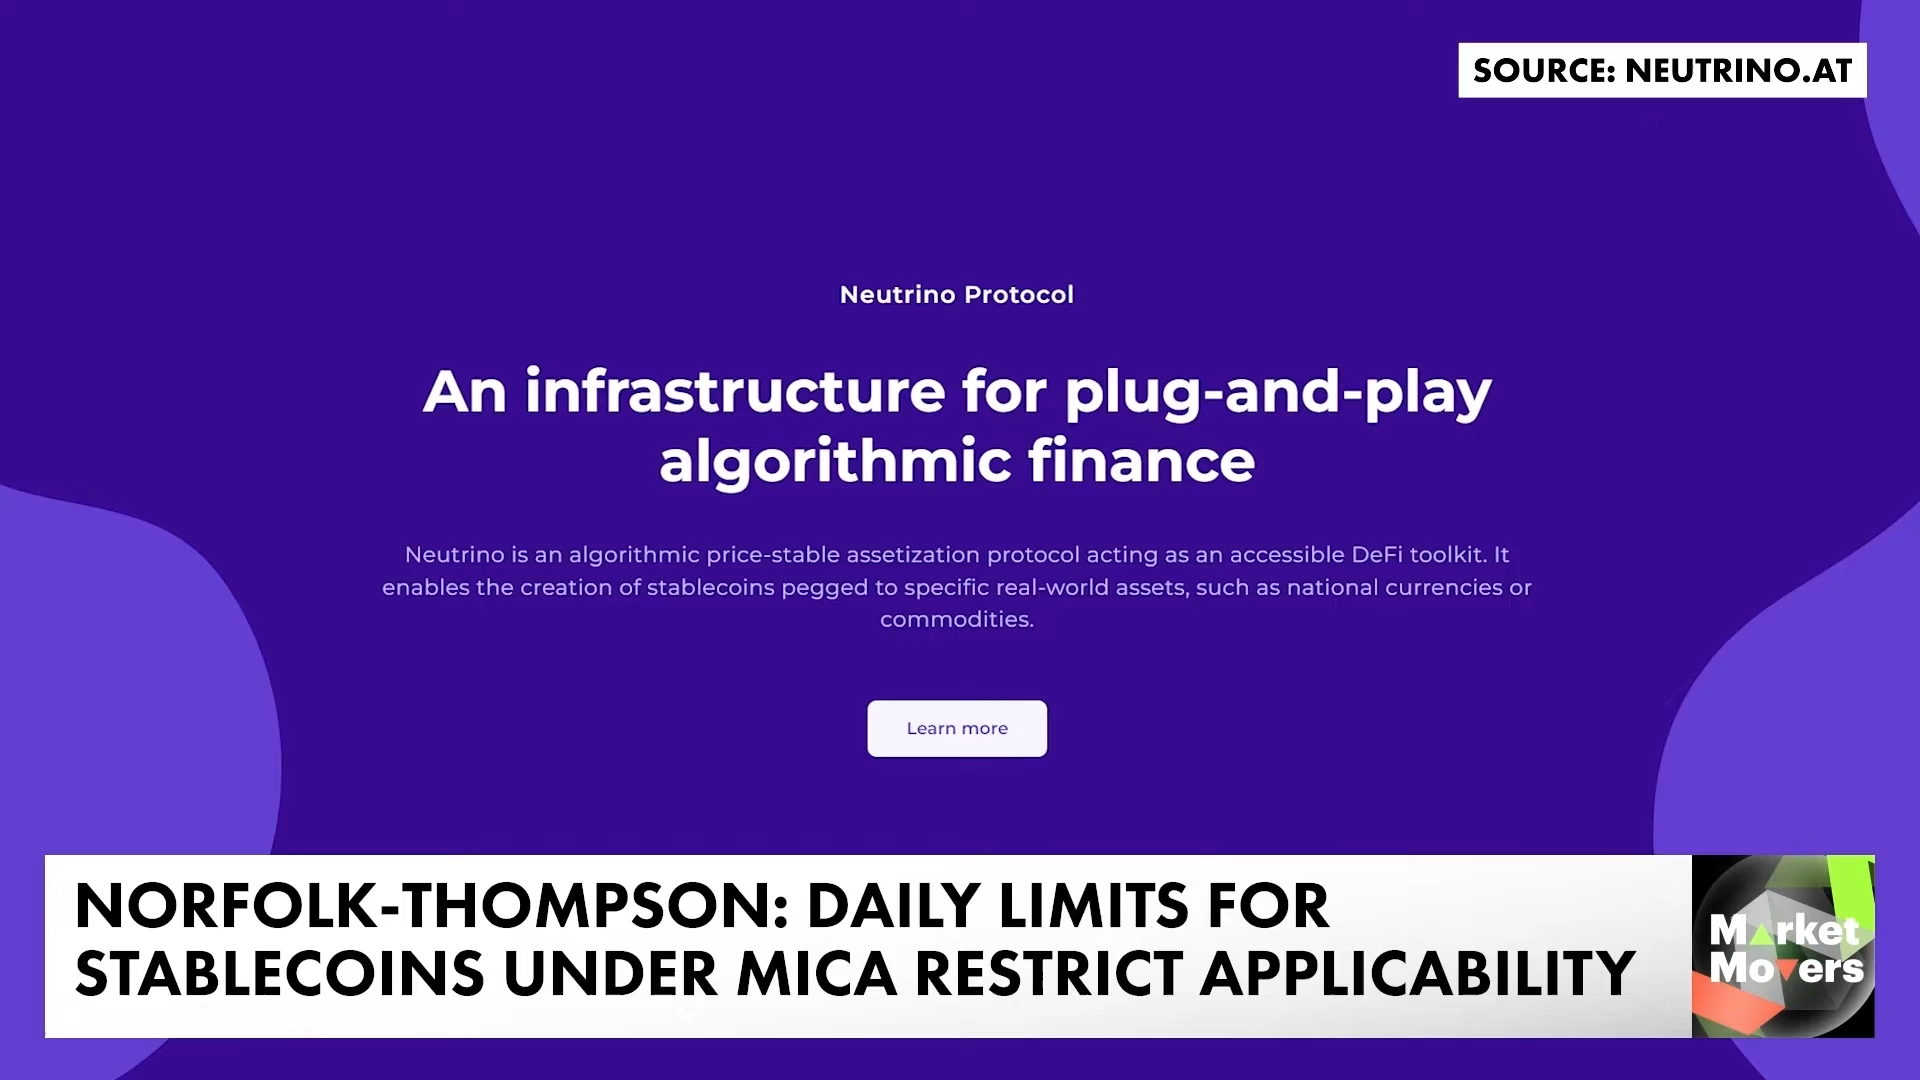 SOURCE: NEUTRINO.AT
Neutrino Protocol
An infrastructure for plug-and-play
algorithmic finance
Neutrino is an algorithmic price-stable assetization protocol acting as an accessible DeFi toolkit. It
enables the creation of stablecoins pegged to specific real-world assets, such as national currencies or
commodities.
Learn more
NORFOLK-THOMPSON: DAILY LIMITS FOR
STABLECOINS UNDER MICA RESTRICT APPLICABILITY
Market
Movers